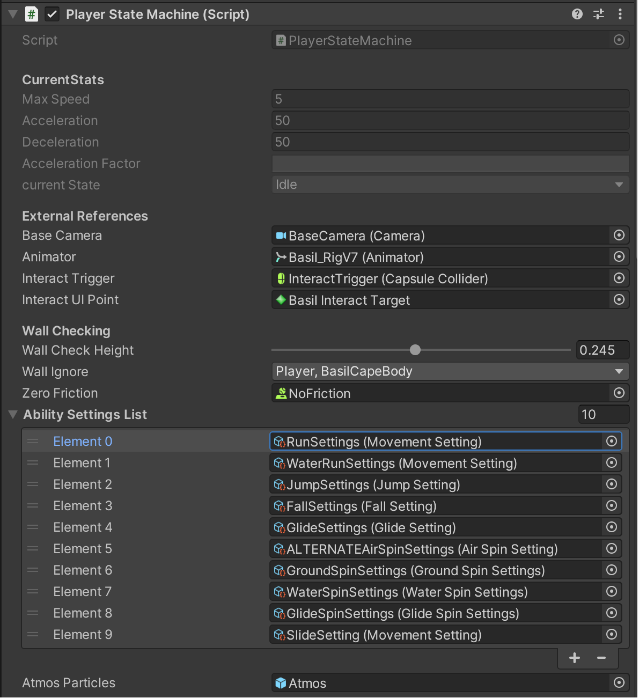 Player State Machine (Script)
Script PlayerStateMachine
CurrentStats
Max Speed 5
Acceleration 50
Deceleration 50
Acceleration Factor
current State Idle
External References
Base Camera BaseCamera (Camera)
Animator Basil_RigV7 (Animator)
Interact Trigger InteractTrigger (Capsule Collider)
Interact UI Point Basil Interact Target
Wall Checking
Wall Check Height 0.245
Wall Ignore Player, BasilCapeBody
Zero Friction NoFriction
Ability Settings List 10
Element 0 RunSettings (Movement Setting)
Element 1 WaterRunSettings (Movement Setting)
Element 2 JumpSettings (Jump Setting)
Element 3 FallSettings (Fall Setting)
Element 4 GlideSettings (Glide Setting)
Element 5 ALTERNATEAirSpinSettings (Air Spin Setting)
Element 6 GroundSpinSettings (Ground Spin Settings)
Element 7 WaterSpinSettings (Water Spin Settings)
Element 8 GlideSpinSettings (Glide Spin Settings)
Element 9 SlideSetting (Movement Setting)
Atmos Particles Atmos